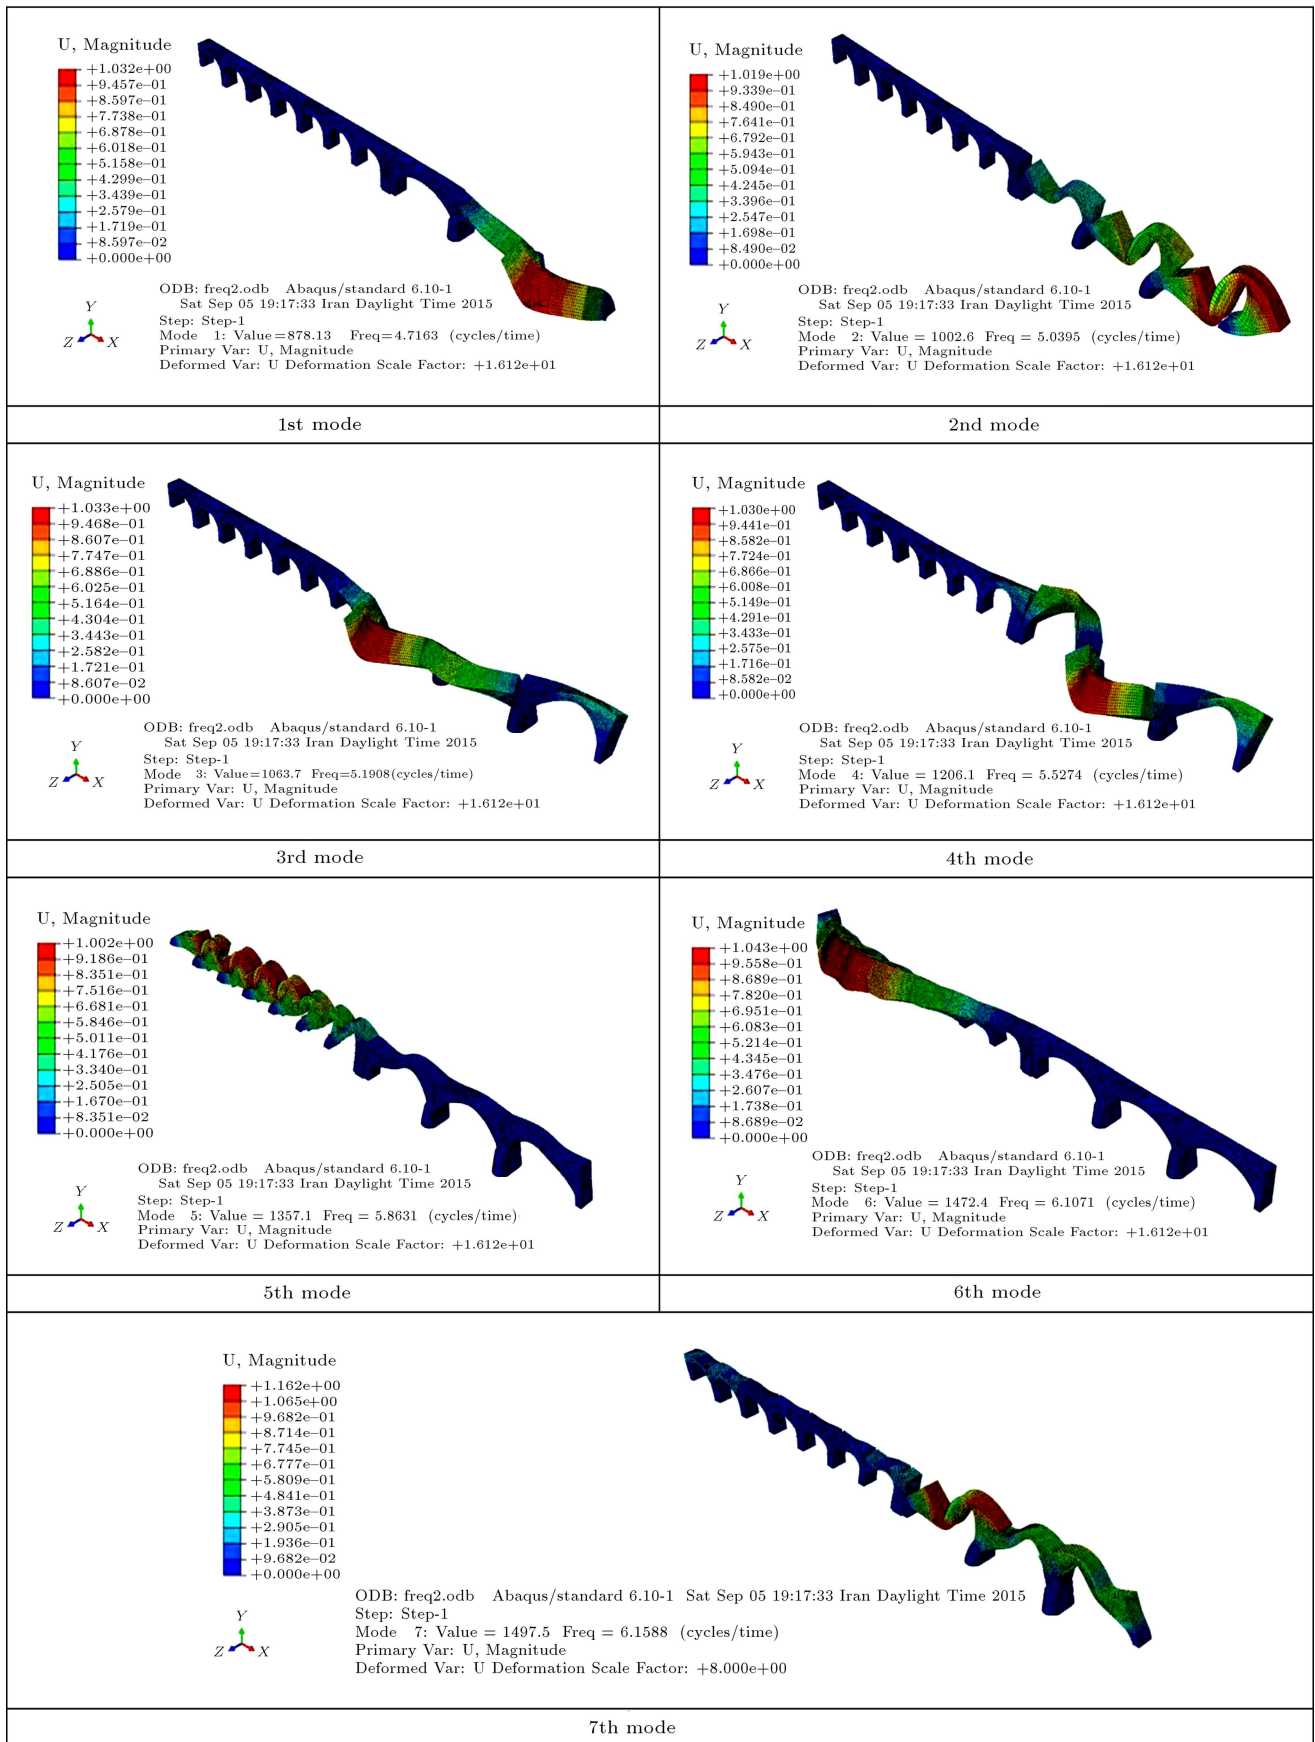 U, Magnitude
+1.032e+00
+9.457e–01
+8.597e–01
+7.738e–01
+6.878e–01
+6.018e–01
+5.158e–01
+4.299e–01
+3.439e–01
+2.579e–01
+1.719e–01
+8.597e–02
+0.000e+00
Y
Z X
ODB: freq2.odb Abaqus/standard 6.10-1
Sat Sep 05 19:17:33 Iran Daylight Time 2015
Step: Step-1
Mode 1: Value=878.13 Freq=4.7163 (cycles/time)
Primary Var: U, Magnitude
Deformed Var: U Deformation Scale Factor: +1.612e+01
1st mode
U, Magnitude
+1.019e+00
+9.339e–01
+8.490e–01
+7.641e–01
+6.792e–01
+5.943e–01
+5.094e–01
+4.245e–01
+3.396e–01
+2.547e–01
+1.698e–01
+8.490e–02
+0.000e+00
Y
Z X
ODB: freq2.odb Abaqus/standard 6.10-1
Sat Sep 05 19:17:33 Iran Daylight Time 2015
Step: Step-1
Mode 2: Value = 1002.6 Freq = 5.0395 (cycles/time)
Primary Var: U, Magnitude
Deformed Var: U Deformation Scale Factor: +1.612e+01
2nd mode
U, Magnitude
+1.033e+00
+9.468e–01
+8.607e–01
+7.747e–01
+6.886e–01
+6.025e–01
+5.164e–01
+4.304e–01
+3.443e–01
+2.582e–01
+1.721e–01
+8.607e–02
+0.000e+00
Y
Z X
ODB: freq2.odb Abaqus/standard 6.10-1
Sat Sep 05 19:17:33 Iran Daylight Time 2015
Step: Step-1
Mode 3: Value=1063.7 Freq=5.1908(cycles/time)
Primary Var: U, Magnitude
Deformed Var: U Deformation Scale Factor: +1.612e+01
3rd mode
U, Magnitude
+1.030e+00
+9.441e–01
+8.582e–01
+7.724e–01
+6.866e–01
+6.008e–01
+5.149e–01
+4.291e–01
+3.433e–01
+2.575e–01
+1.716e–01
+8.582e–02
+0.000e+00
Y
Z X
ODB: freq2.odb Abaqus/standard 6.10-1
Sat Sep 05 19:17:33 Iran Daylight Time 2015
Step: Step-1
Mode 4: Value = 1206.1 Freq = 5.5274 (cycles/time)
Primary Var: U, Magnitude
Deformed Var: U Deformation Scale Factor: +1.612e+01
4th mode
U, Magnitude
+1.002e+00
+9.186e–01
+8.351e–01
+7.516e–01
+6.681e–01
+5.846e–01
+5.011e–01
+4.176e–01
+3.340e–01
+2.505e–01
+1.670e–01
+8.351e–02
+0.000e+00
Y
Z X
ODB: freq2.odb Abaqus/standard 6.10-1
Sat Sep 05 19:17:33 Iran Daylight Time 2015
Step: Step-1
Mode 5: Value = 1357.1 Freq = 5.8631 (cycles/time)
Primary Var: U, Magnitude
Deformed Var: U Deformation Scale Factor: +1.612e+01
5th mode
U, Magnitude
+1.043e+00
+9.558e–01
+8.689e–01
+7.820e–01
+6.951e–01
+6.083e–01
+5.214e–01
+4.345e–01
+3.476e–01
+2.607e–01
+1.738e–01
+8.689e–02
+0.000e+00
Y
Z X
ODB: freq2.odb Abaqus/standard 6.10-1
Sat Sep 05 19:17:33 Iran Daylight Time 2015
Step: Step-1
Mode 6: Value = 1472.4 Freq = 6.1071 (cycles/time)
Primary Var: U, Magnitude
Deformed Var: U Deformation Scale Factor: +1.612e+01
6th mode
U, Magnitude
+1.162e+00
+1.065e+00
+9.682e–01
+8.714e–01
+7.745e–01
+6.777e–01
+5.809e–01
+4.841e–01
+3.873e–01
+2.905e–01
+1.936e–01
+9.682e–02
+0.000e+00
Y
Z X
ODB: freq2.odb Abaqus/standard 6.10-1 Sat Sep 05 19:17:33 Iran Daylight Time 2015
Step: Step-1
Mode 7: Value = 1497.5 Freq = 6.1588 (cycles/time)
Primary Var: U, Magnitude
Deformed Var: U Deformation Scale Factor: +8.000e+00
7th mode